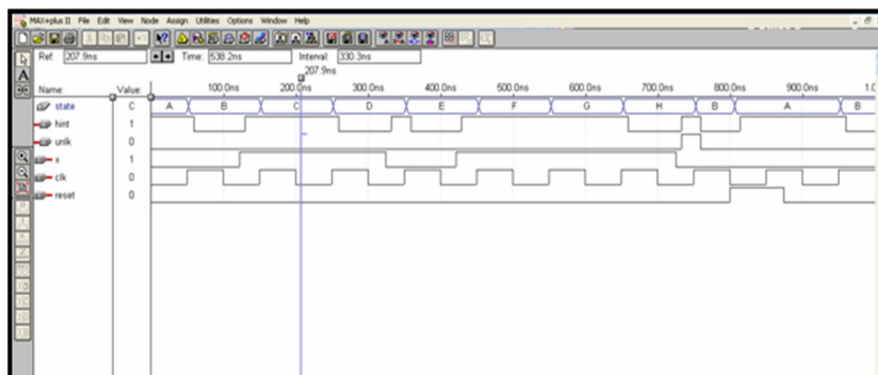 MAX+plus II File Edit View Node Assign Utilities Options Window Help
Ref: 207.9ns Time: 538.2ns Interval: 330.3ns
207.9ns
Name: Value: 100.0ns 200.0ns 300.0ns 400.0ns 500.0ns 600.0ns 700.0ns 800.0ns 900.0ns 1.0
state C A B C D E F G H B A B
hint 1
unlk 0
x 1
clk 0
reset 0